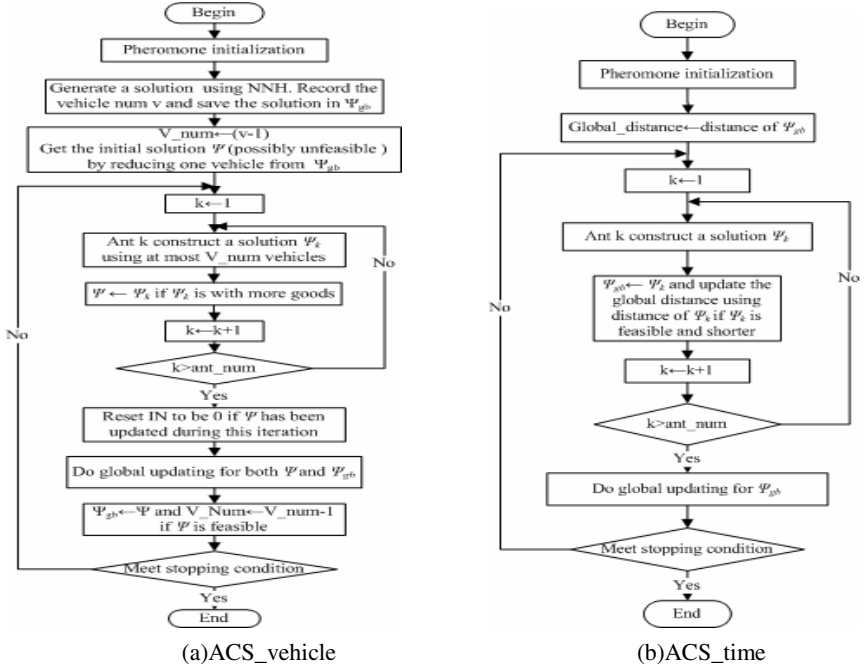 Begin
Pheromone initialization
Generate a solution using NNH. Record the
vehicle num v and save the solution in Ψgb
V_num←(v-1)
Get the initial solution Ψ (possibly unfeasible )
by reducing one vehicle from Ψgb
k←1
Ant k construct a solution Ψk
using at most V_num vehicles
No
Ψ ← Ψk if Ψk is with more goods
No
k←k+1
k>ant_num
Yes
Reset IN to be 0 if Ψ has been
updated during this iteration
Do global updating for both Ψ and Ψgb
Ψgb←Ψ and V_Num←V_num-1
if Ψ is feasible
Meet stopping condition
Yes
End
(a)ACS_vehicle
Begin
Pheromone initialization
Global_distance←distance of Ψgb
k←1
Ant k construct a solution Ψk
No
Ψgb← Ψk and update the
global distance using
distance of Ψk if Ψk is
feasible and shorter
No
k←k+1
k>ant_num
Yes
Do global updating for Ψgb
Meet stopping condition
Yes
End
(b)ACS_time